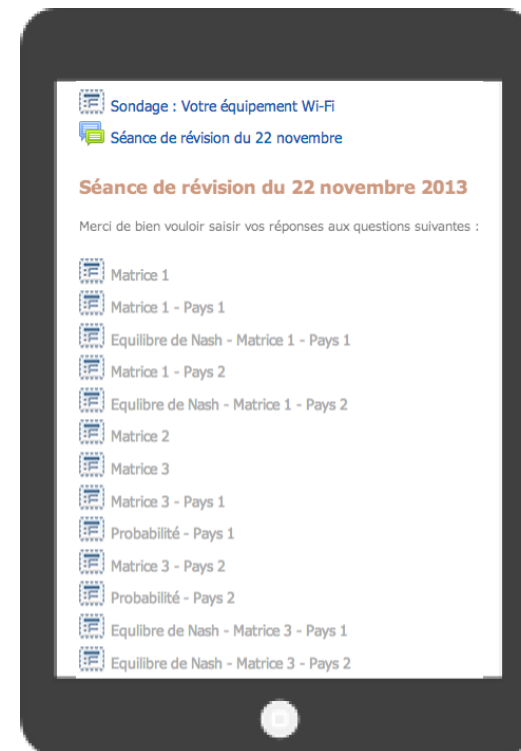 Sondage : Votre équipement Wi-Fi
Séance de révision du 22 novembre
Séance de révision du 22 novembre 2013
Merci de bien vouloir saisir vos réponses aux questions suivantes :
Matrice 1
Matrice 1 - Pays 1
Equilibre de Nash - Matrice 1 - Pays 1
Matrice 1 - Pays 2
Equlibre de Nash - Matrice 1 - Pays 2
Matrice 2
Matrice 3
Matrice 3 - Pays 1
Probabilité - Pays 1
Matrice 3 - Pays 2
Probabilité - Pays 2
Equlibre de Nash - Matrice 3 - Pays 1
Equilibre de Nash - Matrice 3 - Pays 2